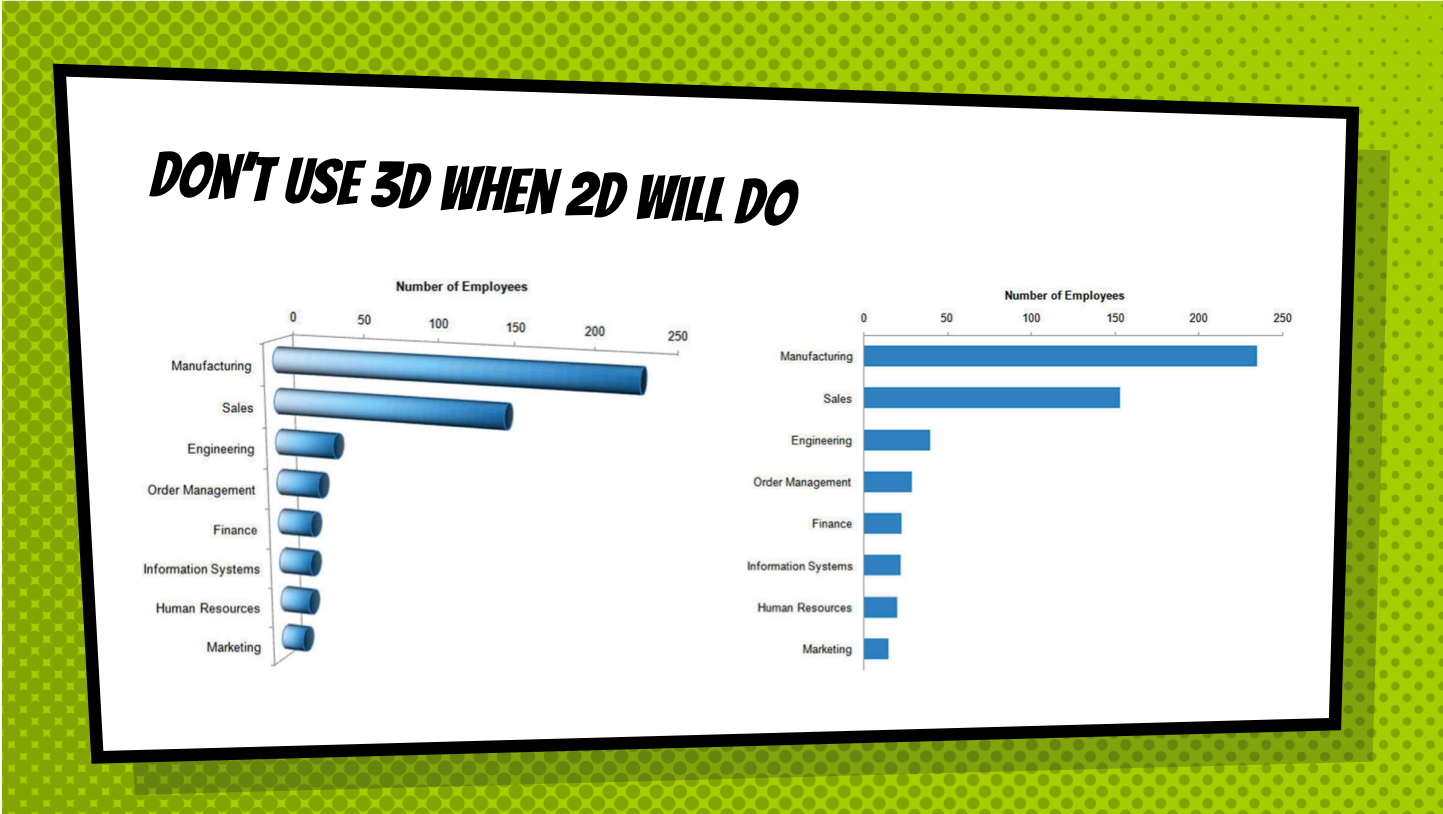 DON'T USE 3D WHEN 2D WILL DO
Number of Employees
0 50 100 150 200 250
Manufacturing
Sales
Engineering
Order Management
Finance
Information Systems
Human Resources
Marketing
Number of Employees
0 50 100 150 200 250
Manufacturing
Sales
Engineering
Order Management
Finance
Information Systems
Human Resources
Marketing